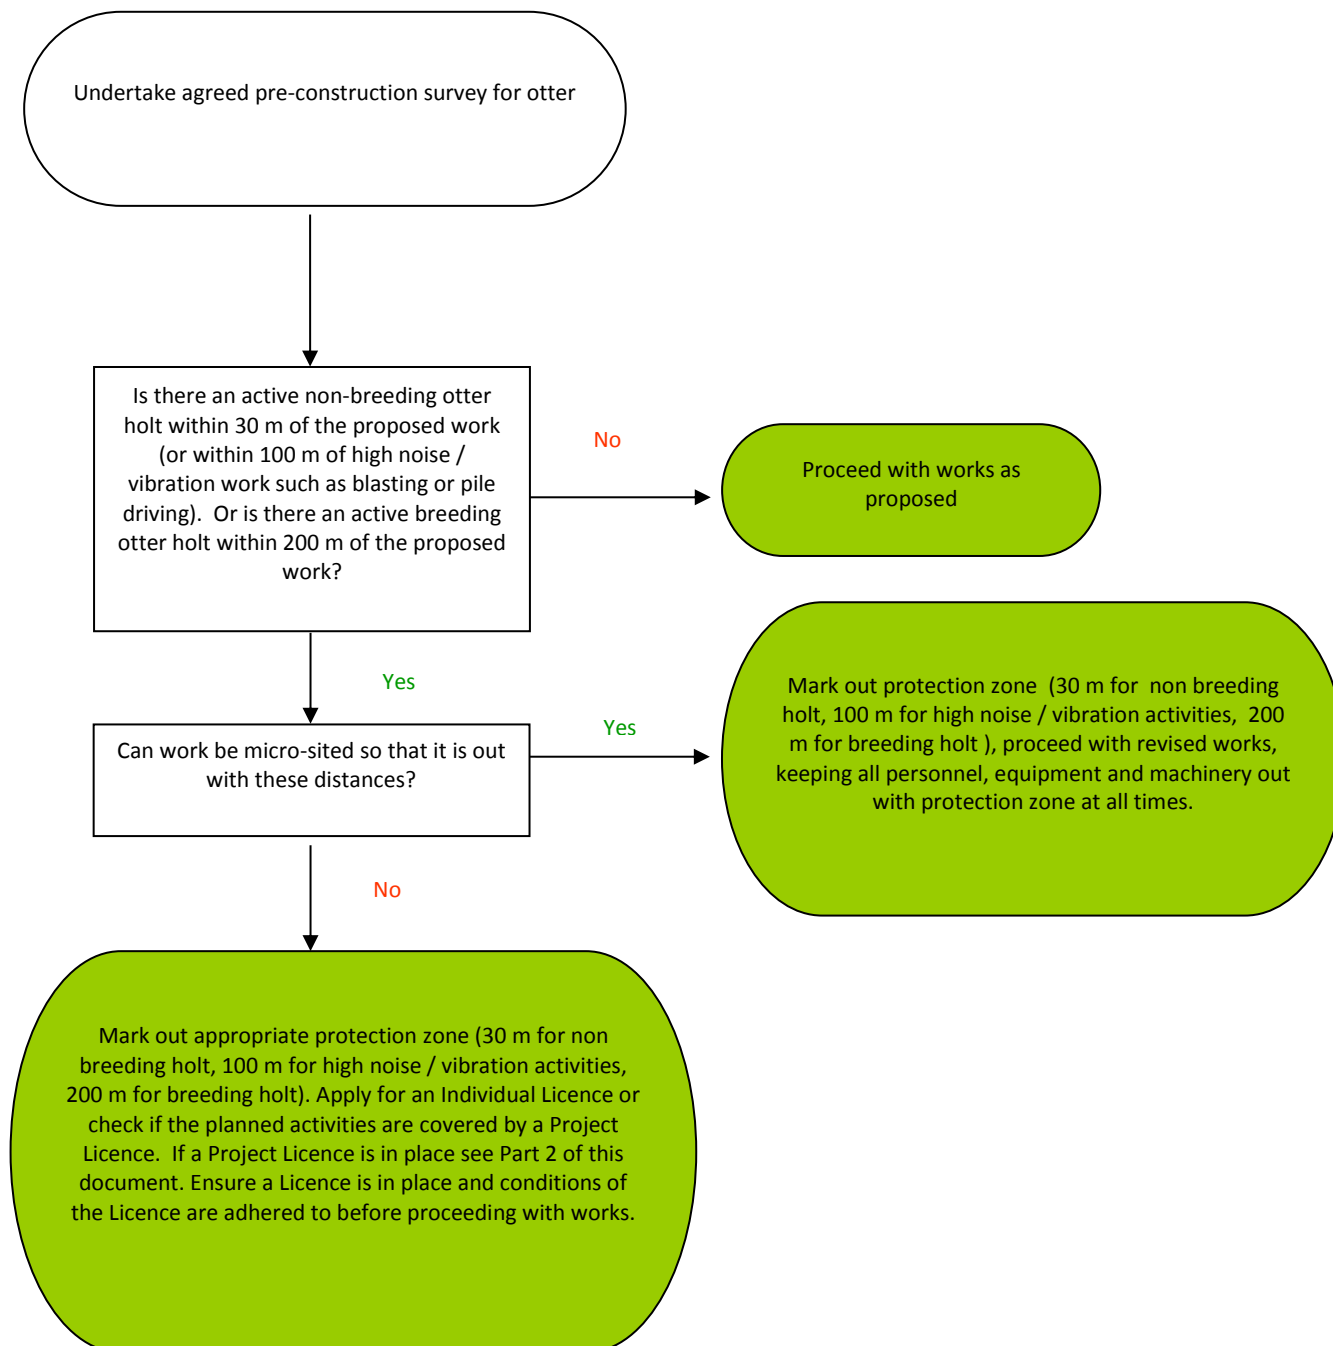 Undertake agreed pre-construction survey for otter
Is there an active non-breeding otter
holt within 30 m of the proposed work
(or within 100 m of high noise /
vibration work such as blasting or pile
driving).  Or is there an active breeding
otter holt within 200 m of the proposed
work?
No
Proceed with works as
proposed
Yes
Can work be micro-sited so that it is out
with these distances?
Yes
Mark out protection zone  (30 m for  non breeding
holt, 100 m for high noise / vibration activities,  200
m for breeding holt ), proceed with revised works,
keeping all personnel, equipment and machinery out
with protection zone at all times.
No
Mark out appropriate protection zone (30 m for non
breeding holt, 100 m for high noise / vibration activities,
200 m for breeding holt). Apply for an Individual Licence or
check if the planned activities are covered by a Project
Licence.  If a Project Licence is in place see Part 2 of this
document. Ensure a Licence is in place and conditions of
the Licence are adhered to before proceeding with works.